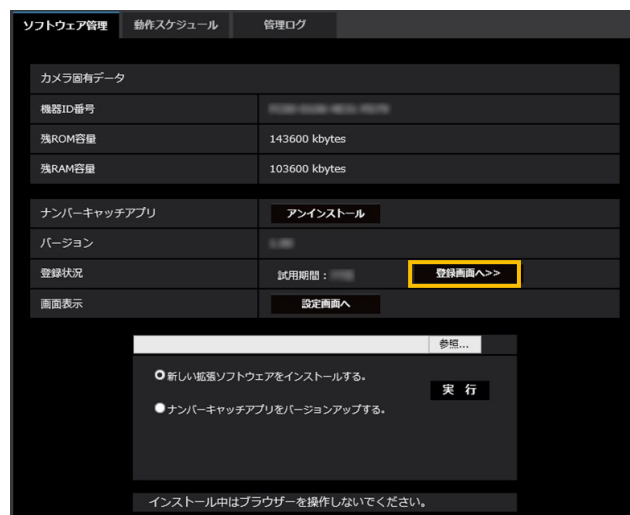 ソフトウェア管理 動作スケジュール 管理ログ
カメラ固有データ
機器ID番号
残ROM容量 143600 kbytes
残RAM容量 103600 kbytes
ナンバーキャッチアプリ アンインストール
バージョン
登録状況 試用期間： 登録画面へ>>
画面表示 設定画面へ
参照...
新しい拡張ソフトウェアをインストールする。
実 行
ナンバーキャッチアプリをバージョンアップする。
インストール中はブラウザーを操作しないでください。